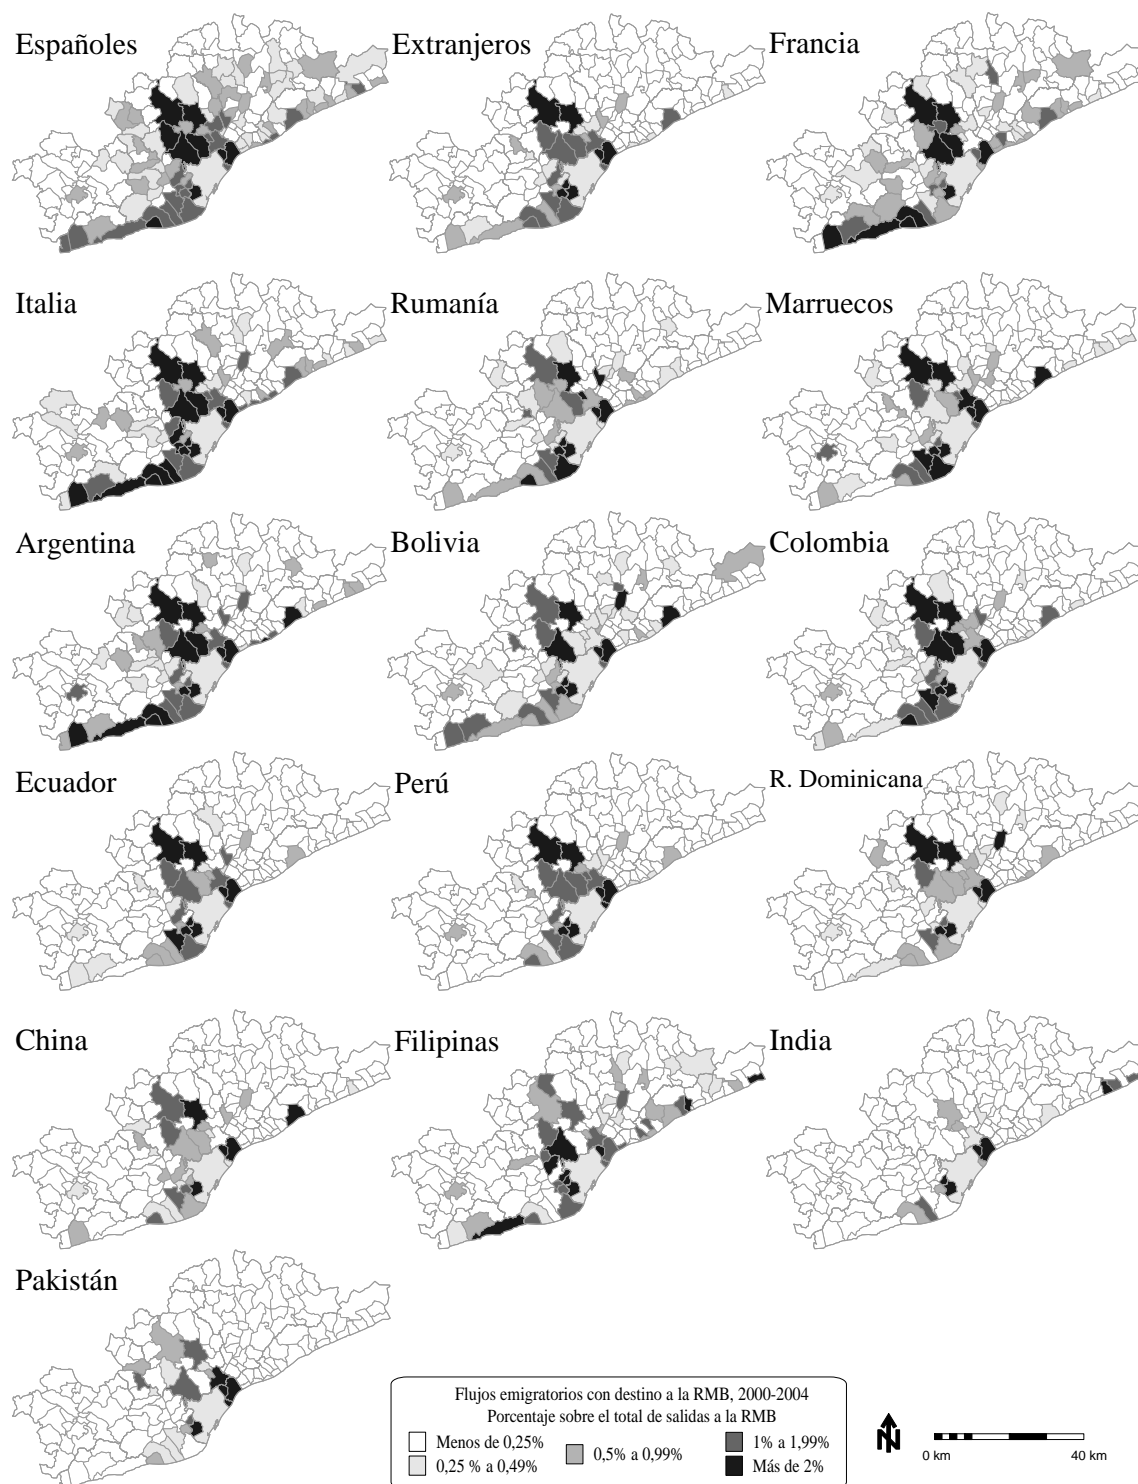 Españoles
Extranjeros
Francia
Italia
Rumanía
Marruecos
Argentina
Bolivia
Colombia
Ecuador
Perú
R. Dominicana
China
Filipinas
India
Pakistán
Flujos emigratorios con destino a la RMB, 2000-2004
Porcentaje sobre el total de salidas a la RMB
Menos de 0,25%
0,25 % a 0,49%
0,5% a 0,99%
1% a 1,99%
Más de 2%
N
0 km
40 km